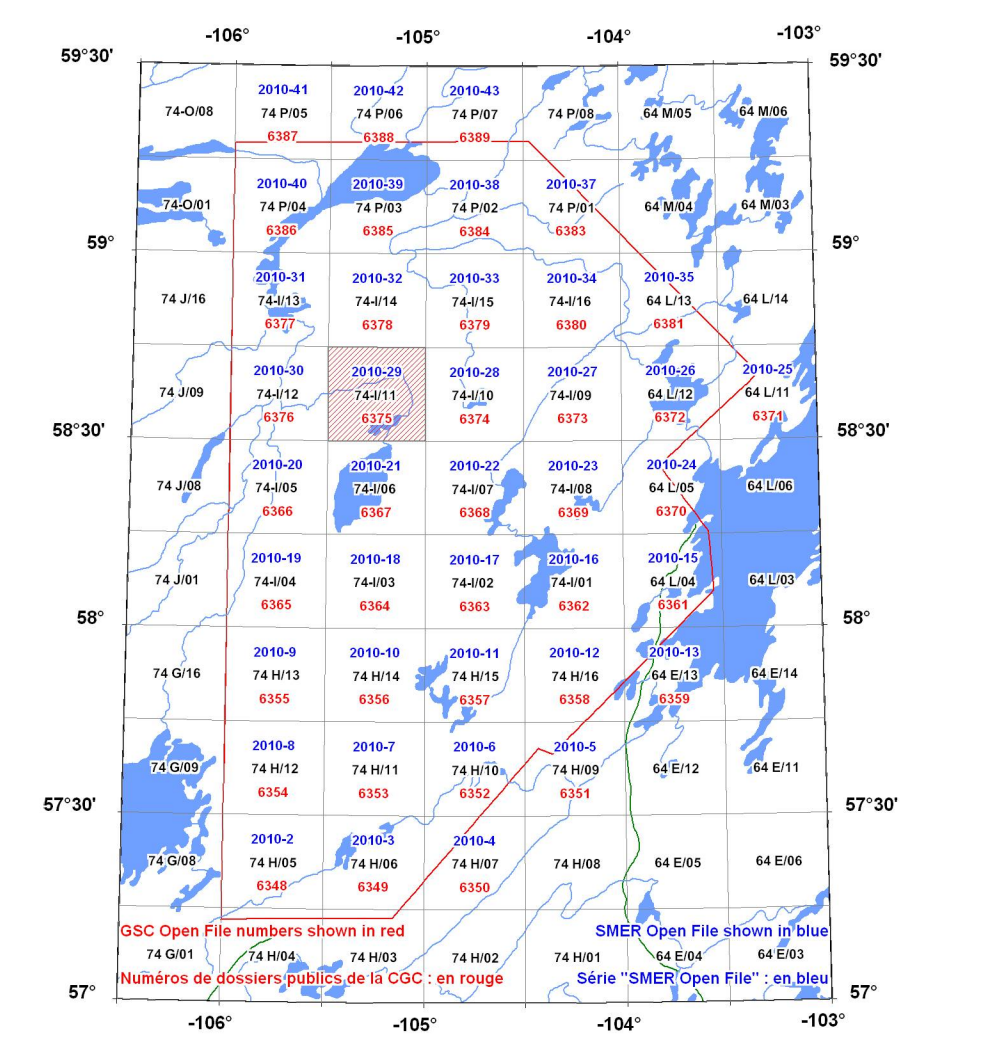 -106° -105° -104° -103°
59°30' 59°30'
2010-41 2010-42 2010-43
74-O/08 74 P/05 74 P/06 74 P/07 74 P/08 64 M/05 64 M/06
6387 6388 6389
2010-40 2010-39 2010-38 2010-37
74-O/01 74 P/04 74 P/03 74 P/02 74 P/01 64 M/04 64 M/03
6386 6385 6384 6383
59° 59°
2010-31 2010-32 2010-33 2010-34 2010-35
74 J/16 74-I/13 74-I/14 74-I/15 74-I/16 64 L/13 64 L/14
6377 6378 6379 6380 6381
2010-30 2010-29 2010-28 2010-27 2010-26 2010-25
74 J/09 74-I/12 74-I/11 74-I/10 74-I/09 64 L/12 64 L/11
6376 6375 6374 6373 6372 6371
58°30' 58°30'
2010-20 2010-21 2010-22 2010-23 2010-24
74 J/08 74-I/05 74-I/06 74-I/07 74-I/08 64 L/05 64 L/06
6366 6367 6368 6369 6370
2010-19 2010-18 2010-17 2010-16 2010-15
74 J/01 74-I/04 74-I/03 74-I/02 74-I/01 64 L/04 64 L/03
6365 6364 6363 6362 6361
58° 58°
2010-9 2010-10 2010-11 2010-12 2010-13
74 G/16 74 H/13 74 H/14 74 H/15 74 H/16 64 E/13 64 E/14
6355 6356 6357 6358 6359
2010-8 2010-7 2010-6 2010-5
74 G/09 74 H/12 74 H/11 74 H/10 74 H/09 64 E/12 64 E/11
6354 6353 6352 6351
57°30' 57°30'
2010-2 2010-3 2010-4
74 G/08 74 H/05 74 H/06 74 H/07 74 H/08 64 E/05 64 E/06
6348 6349 6350
GSC Open File numbers shown in red SMER Open File shown in blue
74 G/01 74 H/04 74 H/03 74 H/02 74 H/01 64 E/04 64 E/03
Numéros de dossiers publics de la CGC : en rouge Série "SMER Open File" : en bleu
57° 57°
-106° -105° -104° -103°